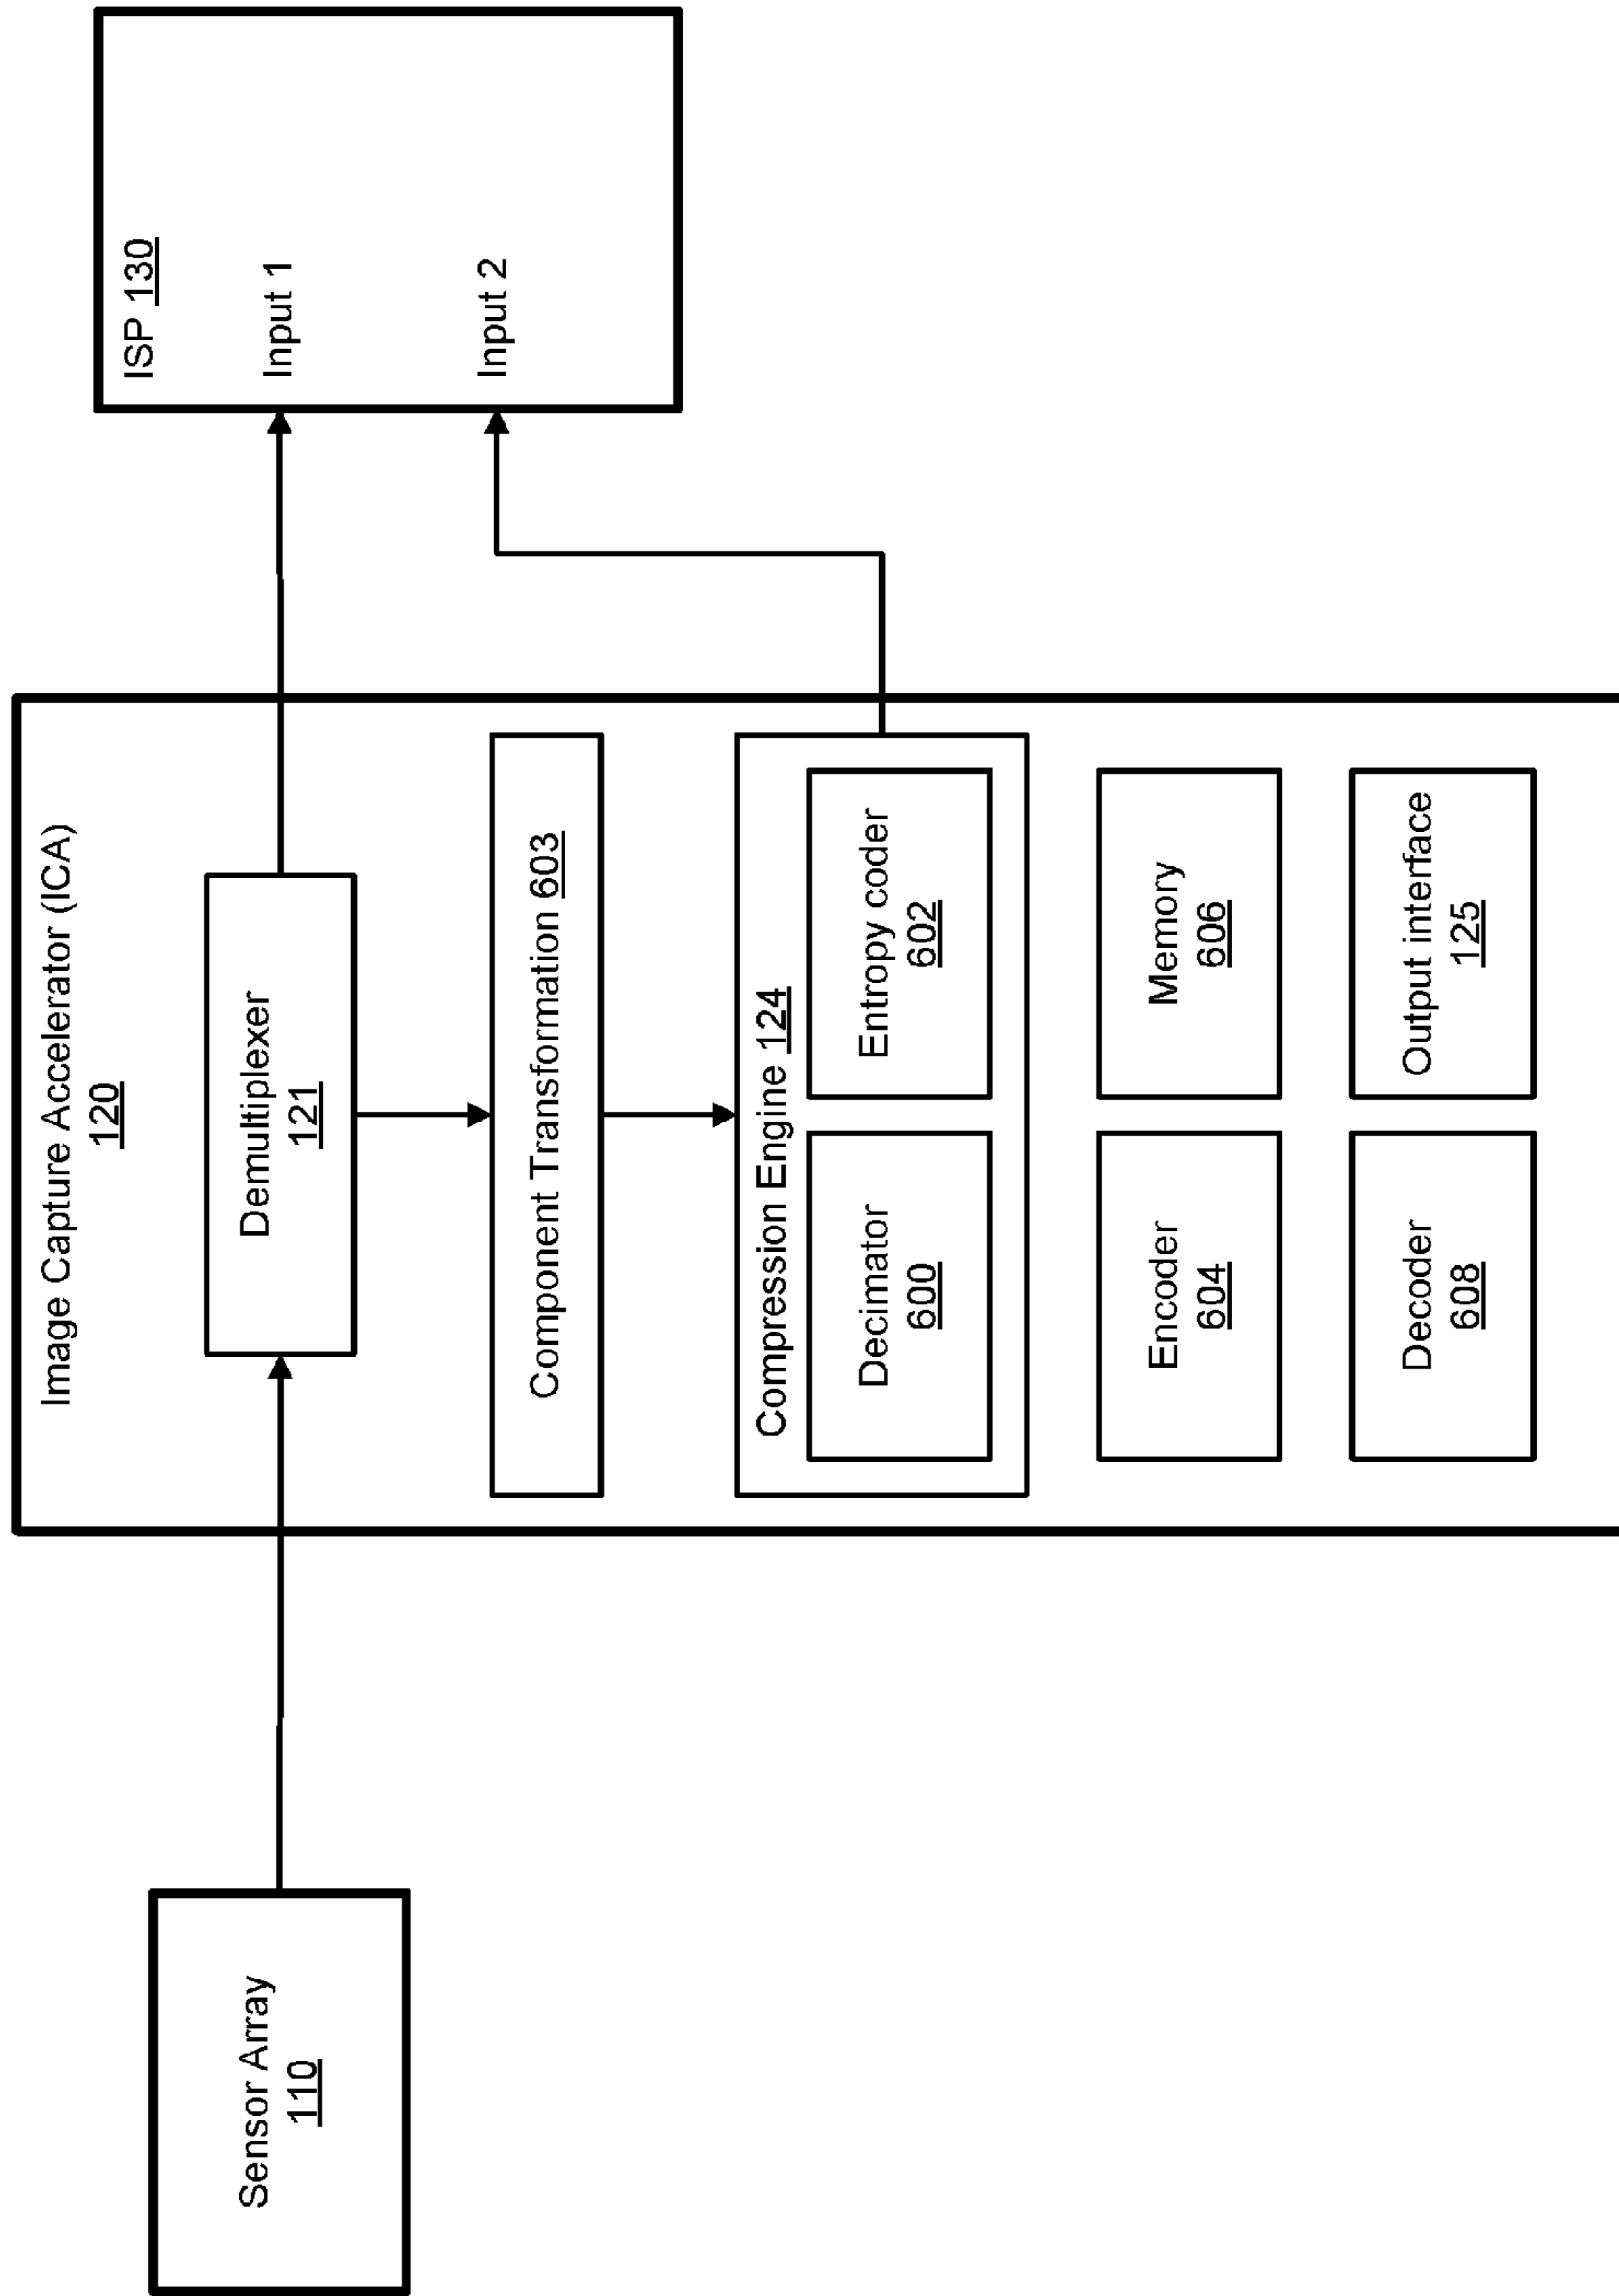 Sensor Array
110
Image Capture Accelerator (ICA)
120
Demultiplexer
121
Component Transformation 603
Compression Engine 124
Decimator
600
Entropy coder
602
Encoder
604
Memory
606
Decoder
608
Output interface
125
ISP 130
Input 1
Input 2